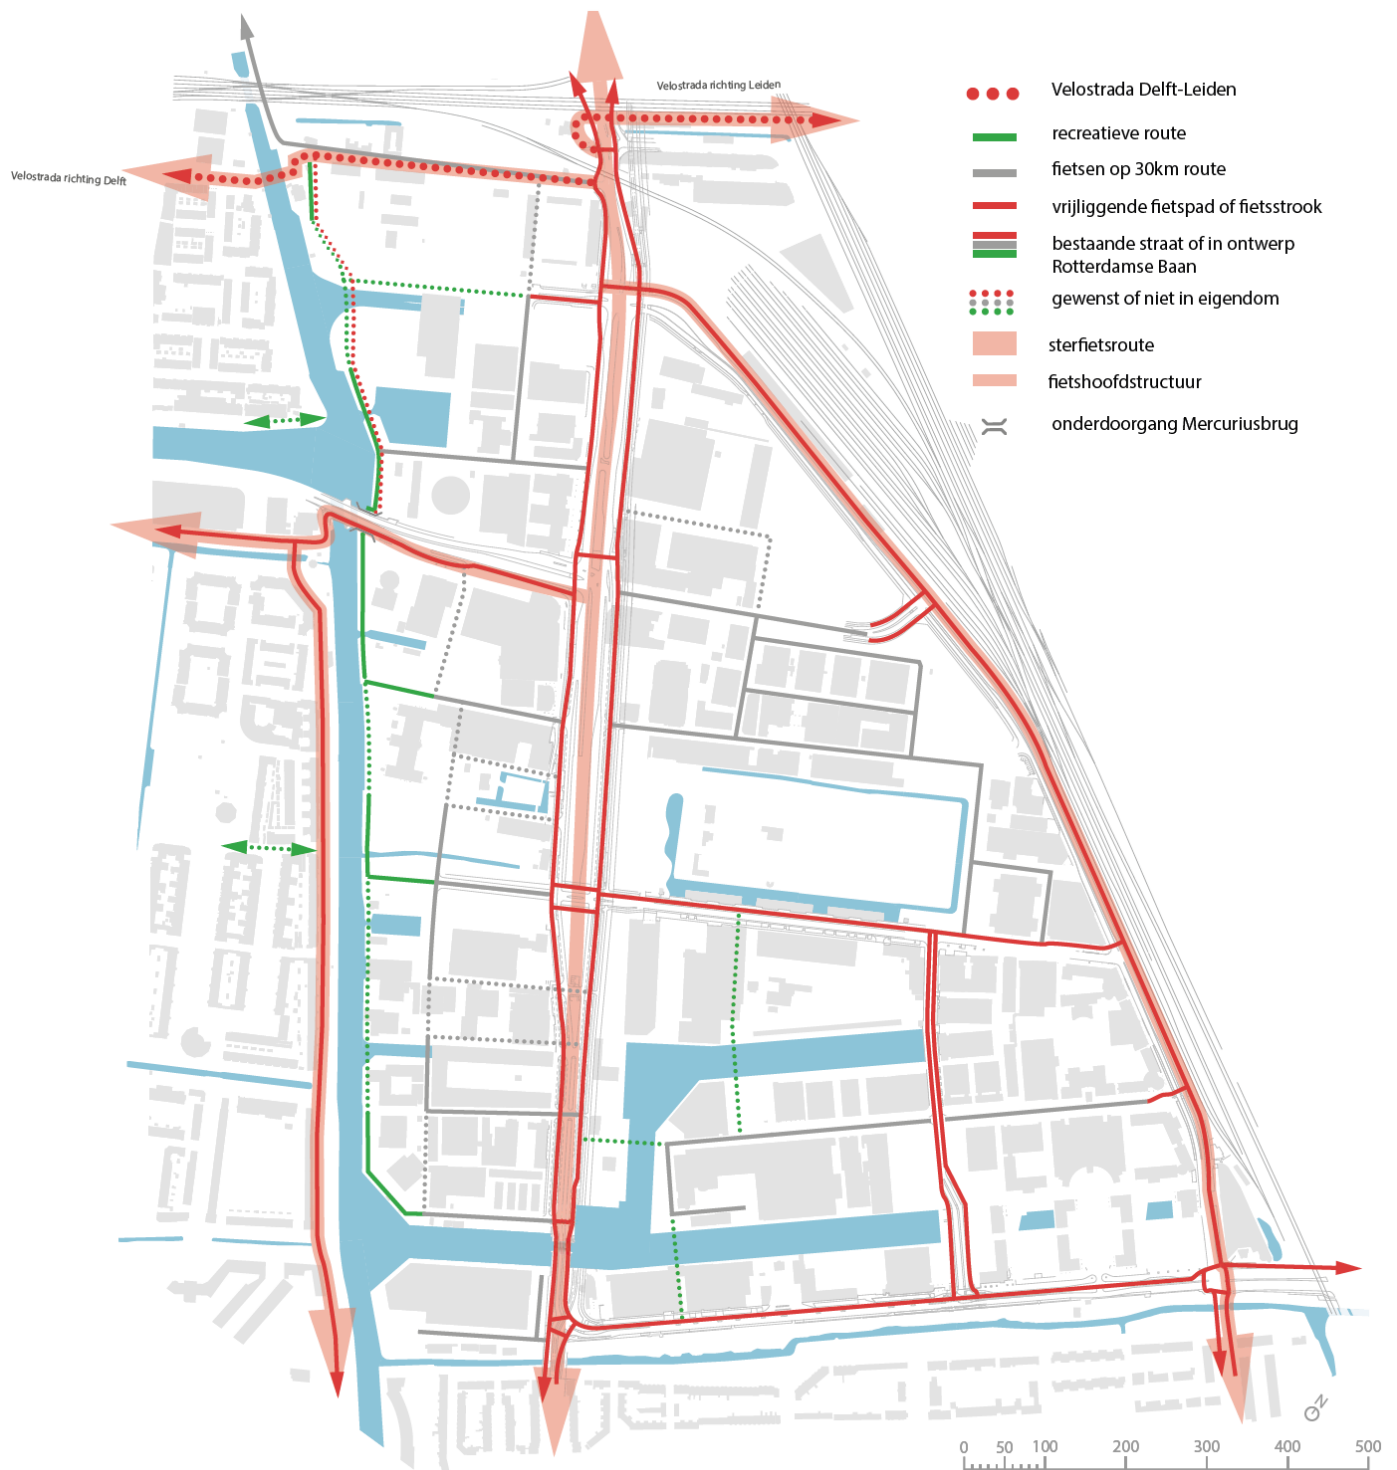 Velostrada richting Leiden
Velostrada richting Delft
Velostrada Delft-Leiden
recreatieve route
fietsen op 30km route
vrijliggende fietspad of fietsstrook
bestaande straat of in ontwerp
Rotterdamse Baan
gewenst of niet in eigendom
sterfietsroute
fietshoofdstructuur
onderdoorgang Mercuriusbrug
N
0 50 100 200 300 400 500